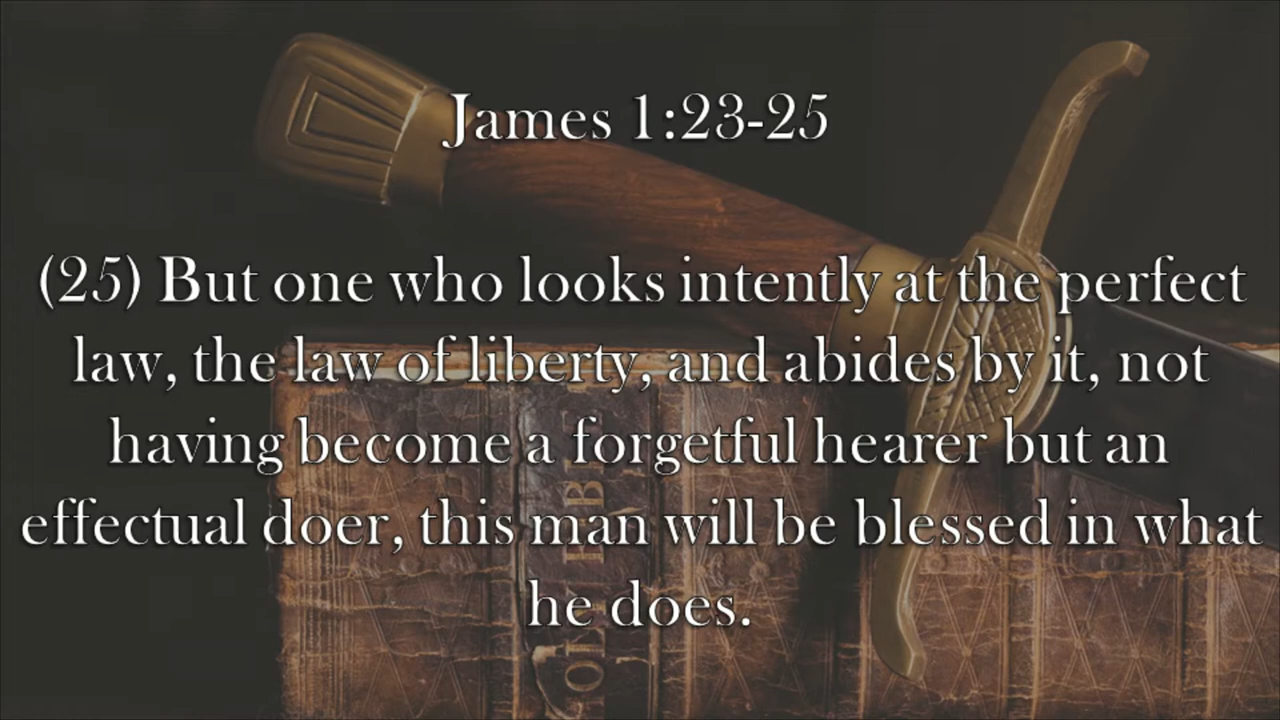 James 1:23-25
(25) But one who looks intently at the perfect
law, the law of liberty, and abides by it, not
having become a forgetful hearer but an
effectual doer, this man will be blessed in what
he does.